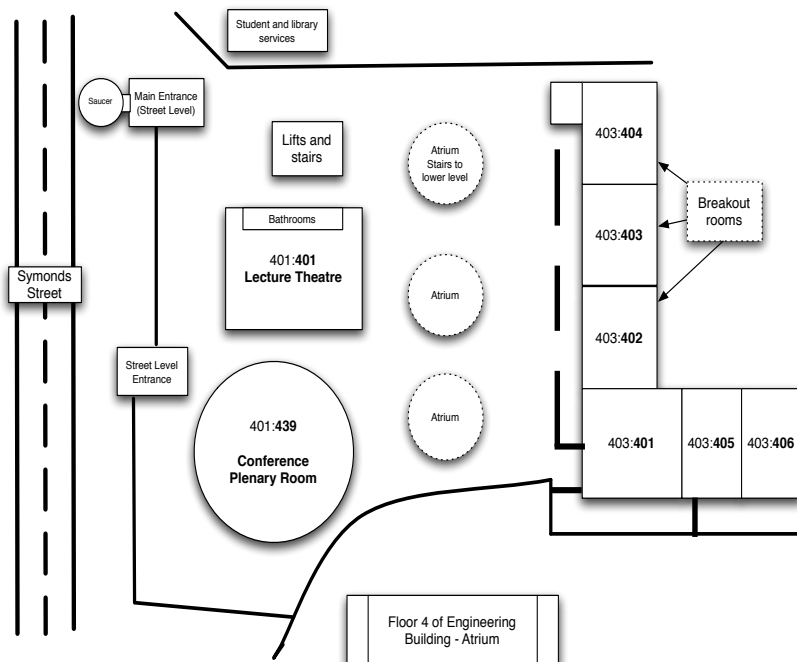 Student and library
services
Saucer
Main Entrance
(Street Level)
Lifts and
stairs
Atrium
Stairs to
lower level
403:404
Breakout
rooms
Bathrooms
401:401
Lecture Theatre
403:403
Symonds
Street
Atrium
403:402
Street Level
Entrance
401:439
Conference
Plenary Room
Atrium
403:401
403:405
403:406
Floor 4 of Engineering
Building - Atrium